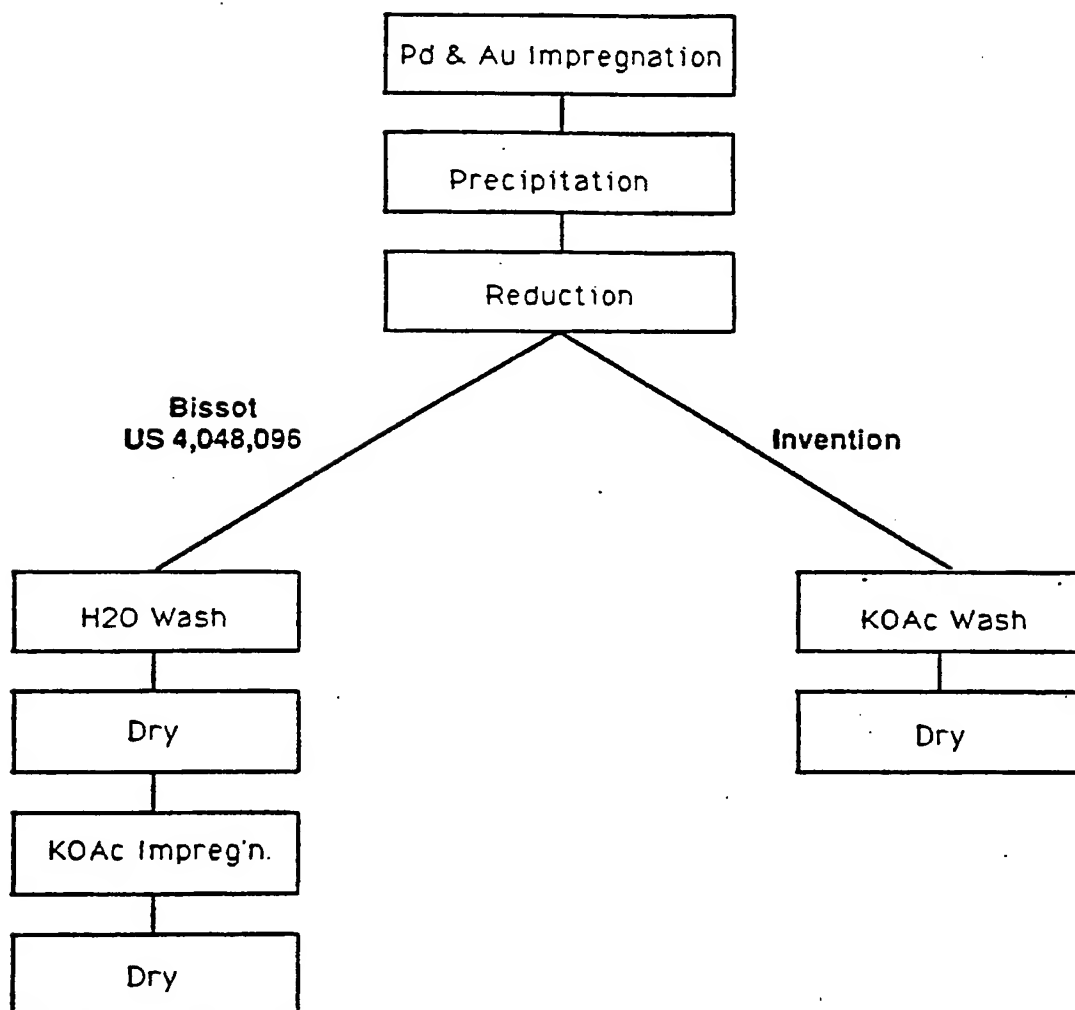 Pd & Au Impregnation
Precipitation
Reduction
Bissot
US 4,048,096
Invention
H2O Wash
KOAc Wash
Dry
Dry
KOAc Impreg'n.
Dry